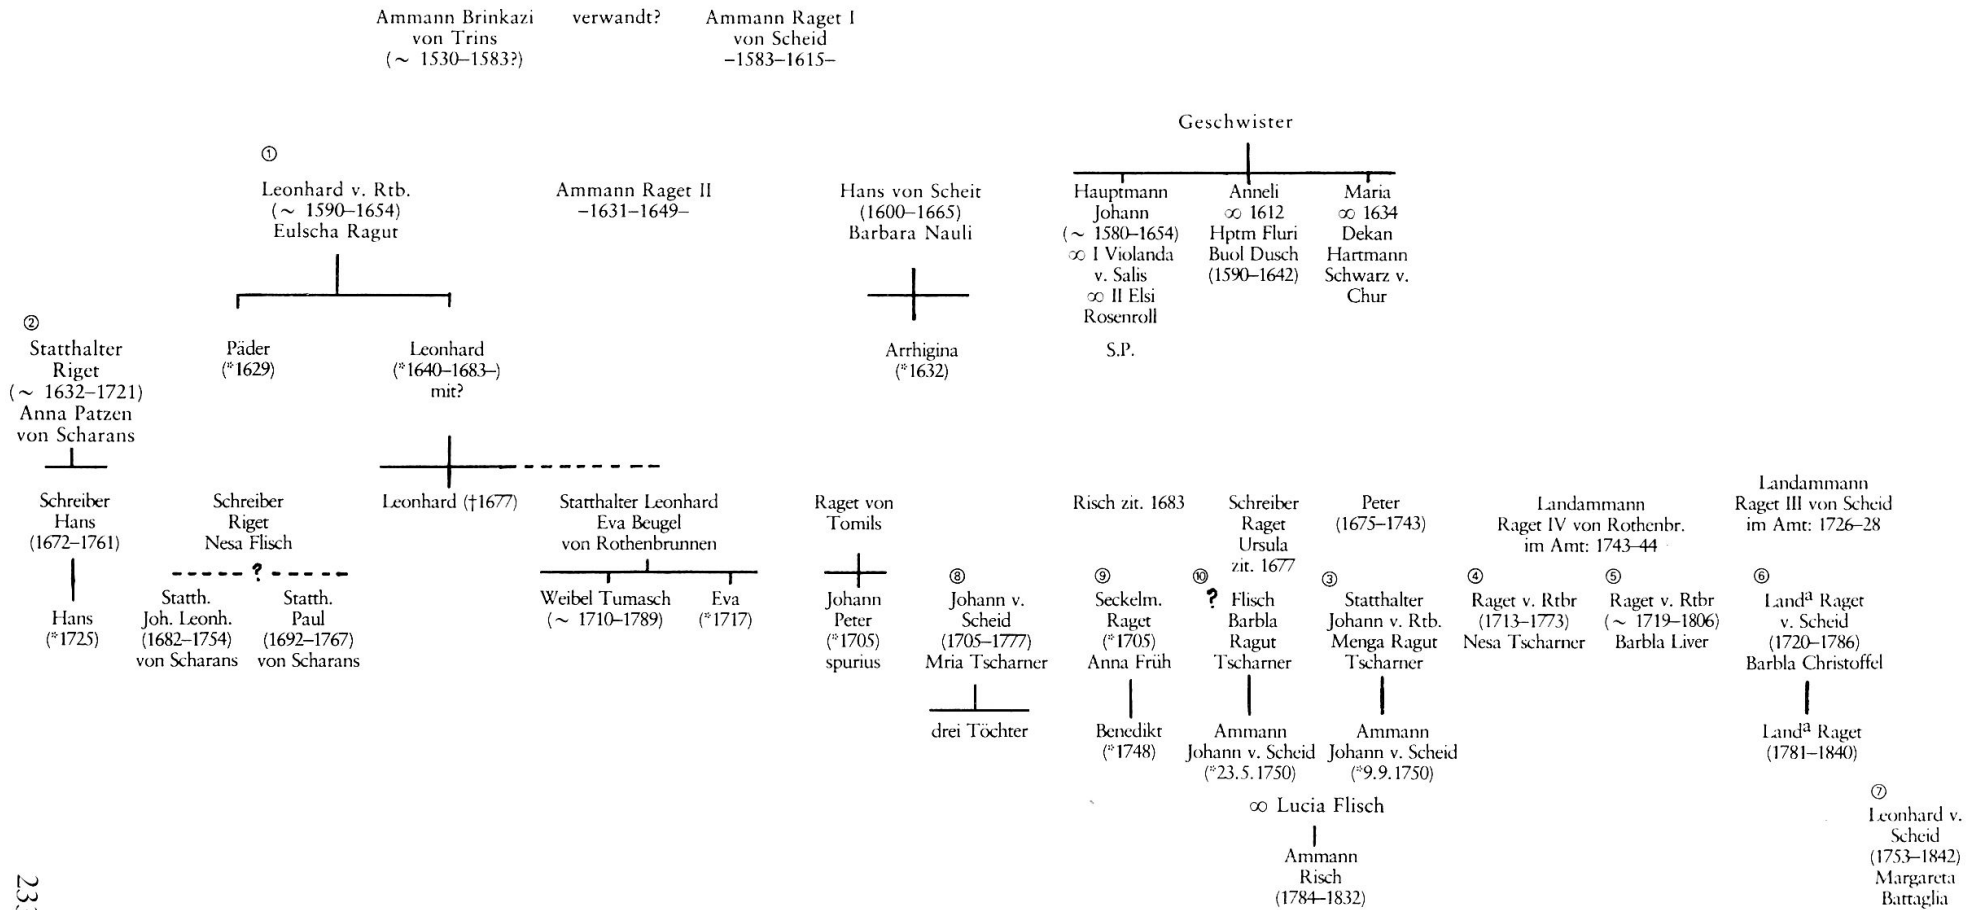 Ammann Brinkazi
von Trins
(~ 1530–1583?)
verwandt?
Ammann Raget I
von Scheid
–1583–1615–
Geschwister
①
Leonhard v. Rtb.
(~ 1590–1654)
Eulscha Ragut
Ammann Raget II
–1631–1649–
Hans von Scheit
(1600–1665)
Barbara Nauli
Hauptmann
Johann
(~ 1580–1654)
∞ I Violanda
v. Salis
∞ II Elsi
Rosenroll
S.P.
Anneli
∞ 1612
Hptm Fluri
Buol Dusch
(1590–1642)
Maria
∞ 1634
Dekan
Hartmann
Schwarz v.
Chur
②
Statthalter
Riget
(~ 1632–1721)
Anna Patzen
von Scharans
Päder
(*1629)
Leonhard
(*1640–1683–)
mit?
Arrhigina
(*1632)
Schreiber
Hans
(1672–1761)
Schreiber
Riget
Nesa Flisch
Leonhard (†1677)
Statthalter Leonhard
Eva Beugel
von Rothenbrunnen
Raget von
Tomils
Risch zit. 1683
Schreiber
Raget
Ursula
zit. 1677
Peter
(1675–1743)
Landammann
Raget IV von Rothenbr.
im Amt: 1743–44
Landammann
Raget III von Scheid
im Amt: 1726–28
Hans
(*1725)
?
Statth.
Joh. Leonh.
(1682–1754)
von Scharans
Statth.
Paul
(1692–1767)
von Scharans
Weibel Tumasch
(~ 1710–1789)
Eva
(*1717)
Johann
Peter
(*1705)
spurius
⑧
Johann v.
Scheid
(1705–1777)
Mria Tscharner
drei Töchter
⑨
Seckelm.
Raget
(*1705)
Anna Früh
Benedikt
(*1748)
⑩
? Flisch
Barbla
Ragut
Tscharner
Ammann
Johann v. Scheid
(*23.5.1750)
③
Statthalter
Johann v. Rtb.
Menga Ragut
Tscharner
Ammann
Johann v. Scheid
(*9.9.1750)
∞ Lucia Flisch
Ammann
Risch
(1784–1832)
④
Raget v. Rtbr
(1713–1773)
Nesa Tscharner
⑤
Raget v. Rtbr
(~ 1719–1806)
Barbla Liver
⑥
Landª Raget
v. Scheid
(1720–1786)
Barbla Christoffel
Landª Raget
(1781–1840)
⑦
Leonhard v.
Scheid
(1753–1842)
Margareta
Battaglia